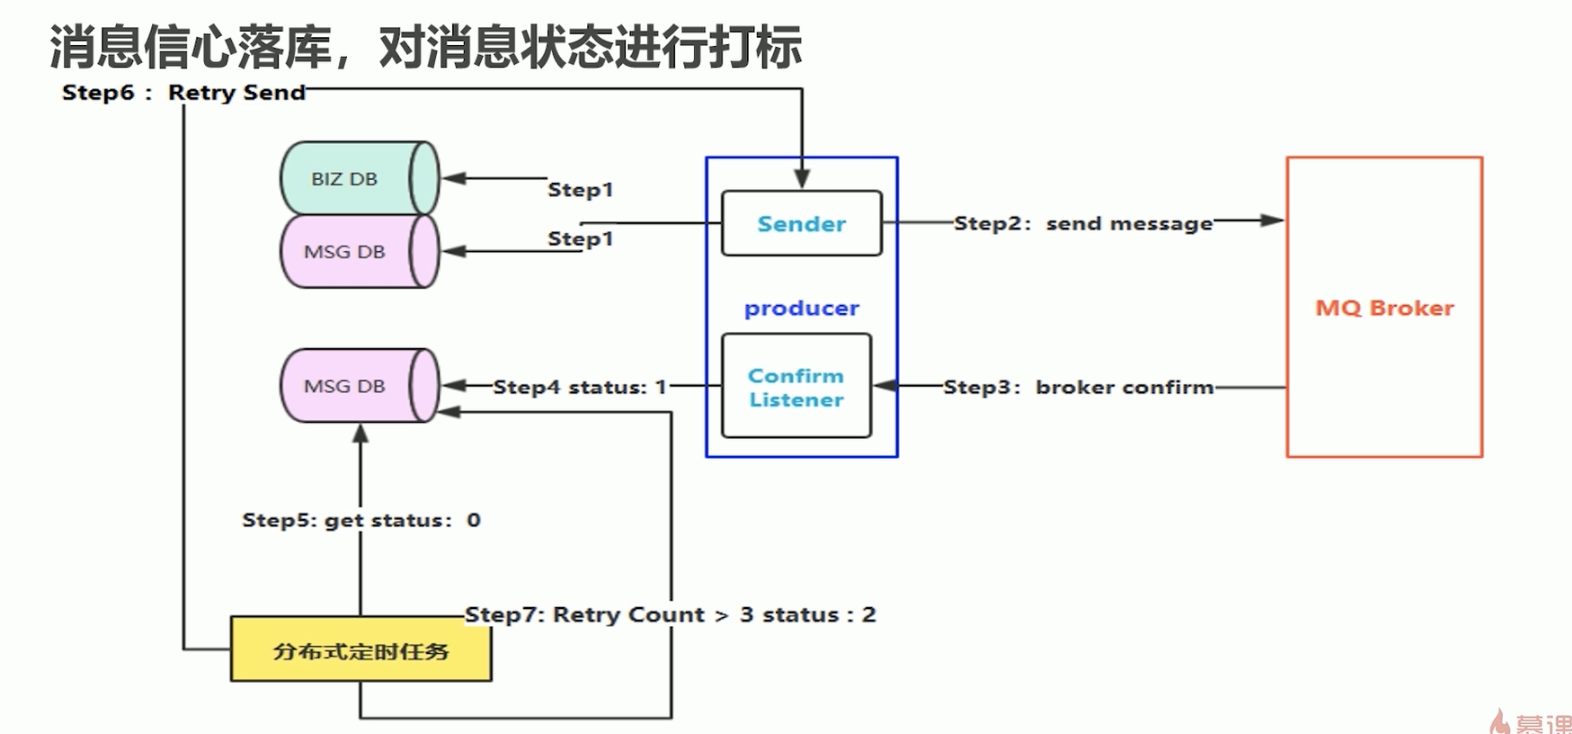 消息信心落库，对消息状态进行打标
Step6： Retry Send
BIZ DB
Step1
MSG DB
Step1
Sender
Step2：send message
producer
MQ Broker
MSG DB
Step4 status: 1
Confirm
Listener
Step3：broker confirm
Step5: get status：0
Step7: Retry Count > 3 status : 2
分布式定时任务
慕课